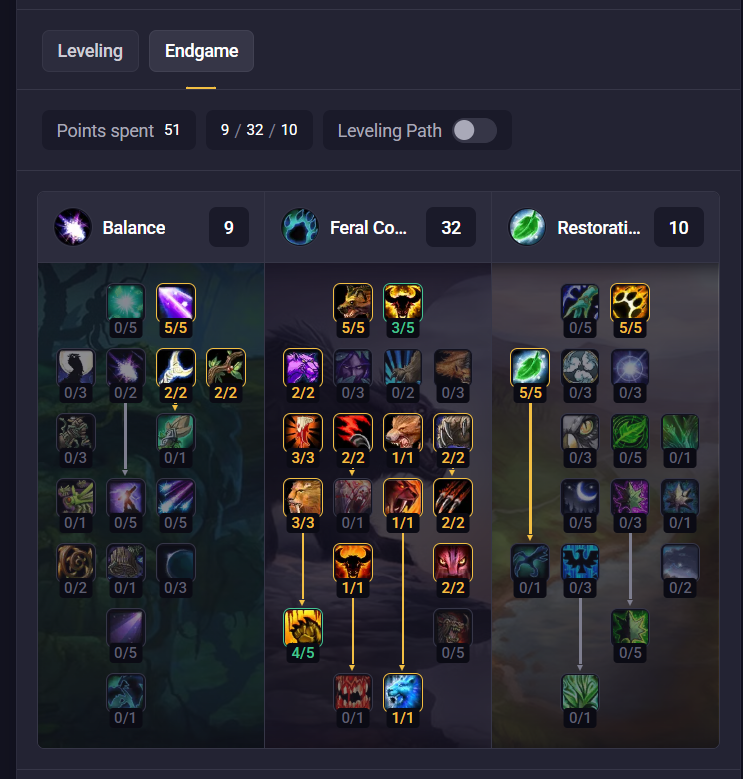 Leveling Endgame
Points spent 51 9 / 32 / 10 Leveling Path
Balance 9 Feral Co... 32 Restorati... 10
0/5 5/5 5/5 3/5 0/5 5/5
0/3 0/2 2/2 2/2 2/2 0/3 0/2 0/3 5/5 0/3 0/3
0/3 0/1 3/3 2/2 1/1 2/2 0/3 0/5 0/1
0/1 0/5 0/5 3/3 0/1 1/1 2/2 0/5 0/3 0/1
0/2 0/1 0/3 1/1 2/2 0/1 0/3 0/2
0/5 4/5 0/5 0/5
0/1 0/1 1/1 0/1